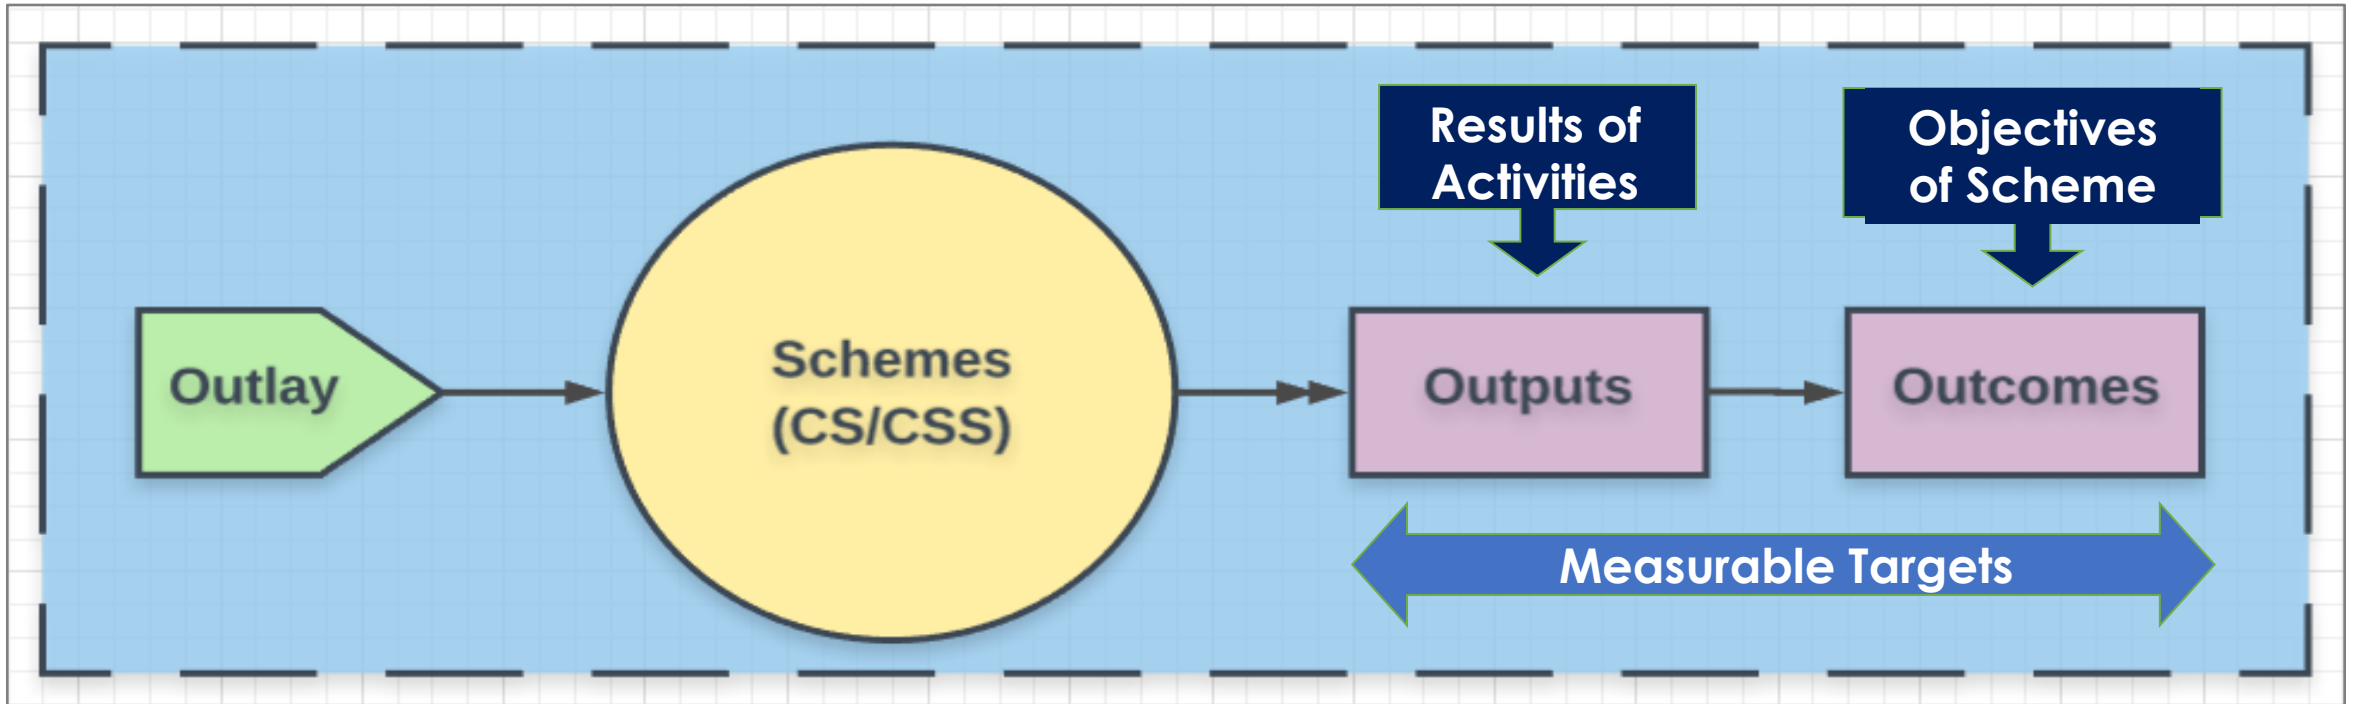 Results of
Activities
Objectives
of Scheme
Outlay
Schemes
(CS/CSS)
Outputs
Outcomes
Measurable Targets